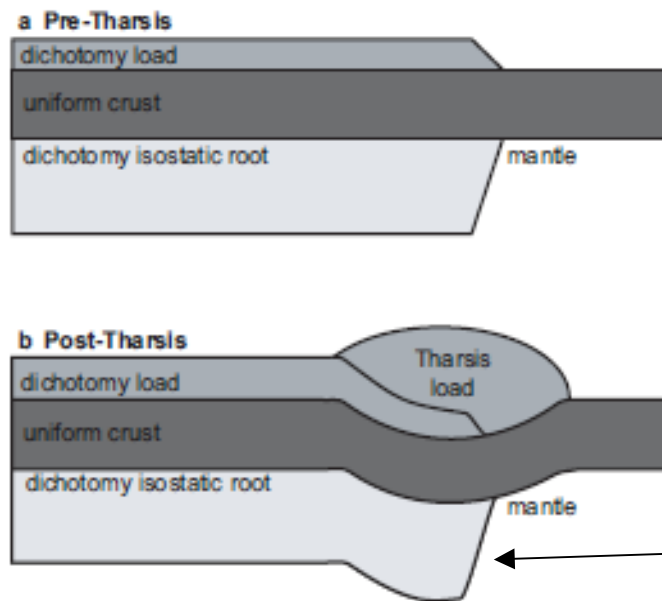 a Pre-Tharsis
dichotomy load
uniform crust
dichotomy isostatic root
mantle
b Post-Tharsis
Tharsis
load
dichotomy load
uniform crust
dichotomy isostatic root
mantle